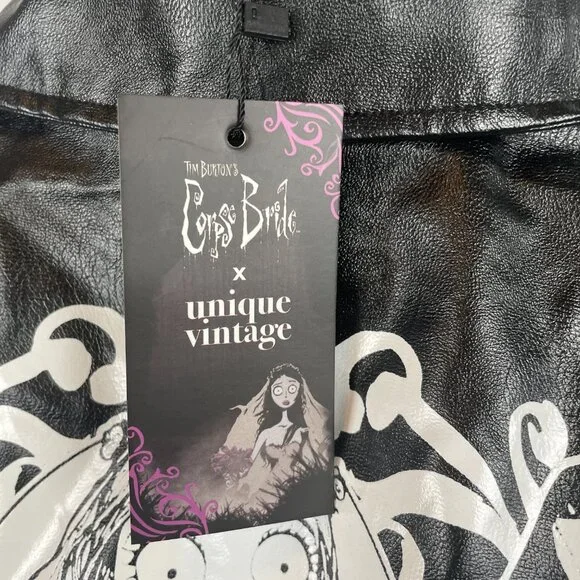 TIM BURTON'S
Corpse Bride
x
unique
vintage